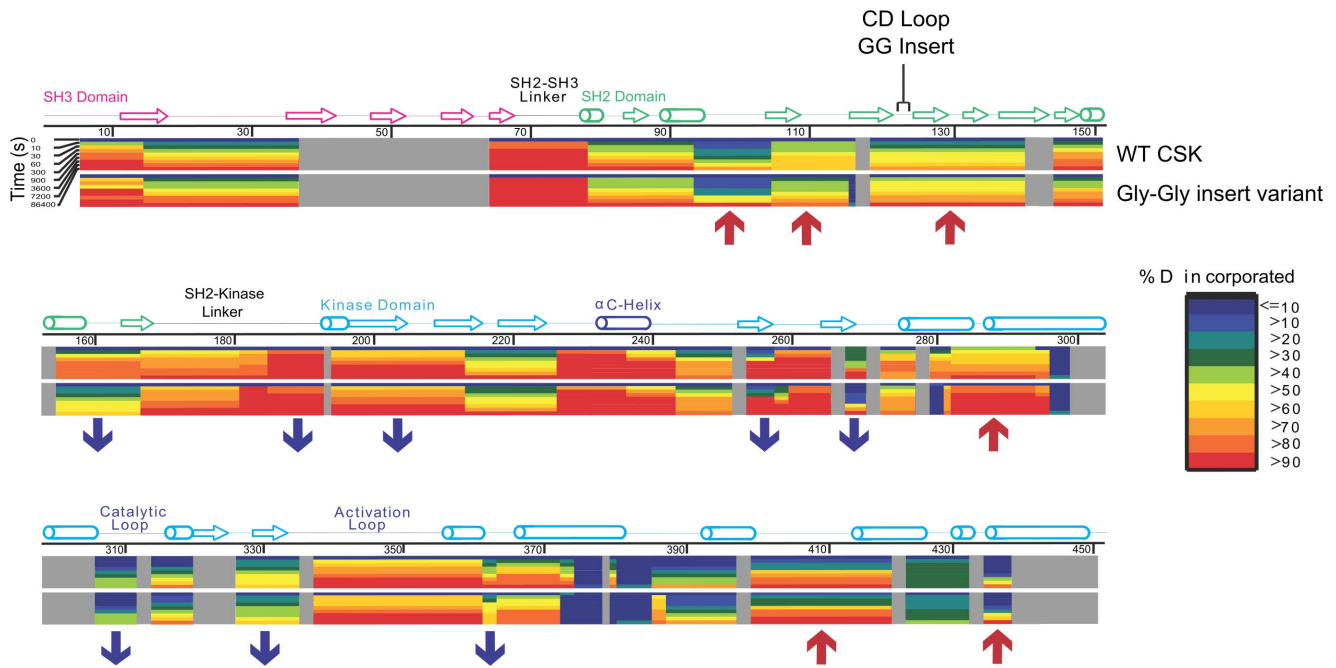 CD Loop
GG Insert
SH2-SH3
Linker
SH3 Domain
SH2 Domain
10 30 50 70 90 110 130 150
Time (s)
0
10
30
60
300
900
3600
7200
86400
WT CSK
Gly-Gly insert variant
SH2-Kinase
Linker
Kinase Domain
αC-Helix
160 180 200 220 240 260 280 300
% D in corporated
<=10
>10
>20
>30
>40
>50
>60
>70
>80
>90
Catalytic
Loop
Activation
Loop
310 330 350 370 390 410 430 450